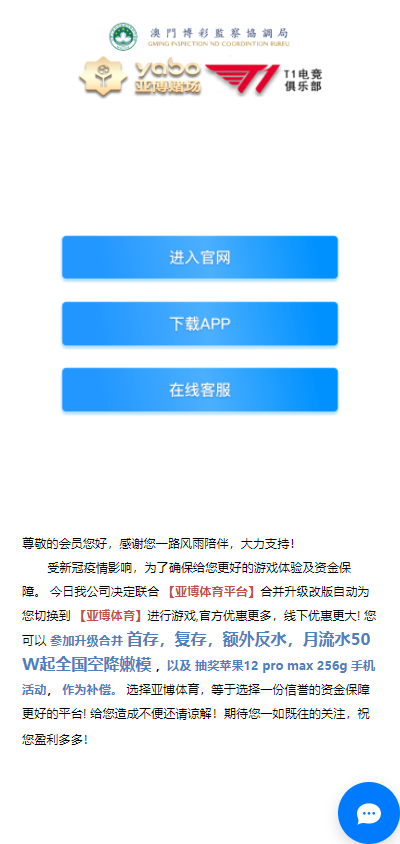 澳門博彩監察協調局
GMING INSPECTION ND COORDINTION BUREU
yabo
亚博赌场
T1
T1电竞
俱乐部
进入官网
下载APP
在线客服
尊敬的会员您好，感谢您一路风雨陪伴，大力支持！
受新冠疫情影响，为了确保给您更好的游戏体验及资金保
障。 今日我公司决定联合 【亚博体育平台】合并升级改版自动为
您切换到 【亚博体育】进行游戏,官方优惠更多，线下优惠更大! 您
可以 参加升级合并 首存，复存，额外反水，月流水50
W起全国空降嫩模 ，以及 抽奖苹果12 pro max 256g 手机
活动， 作为补偿。 选择亚博体育，等于选择一份信誉的资金保障
更好的平台! 给您造成不便还请谅解！期待您一如既往的关注，祝
您盈利多多！